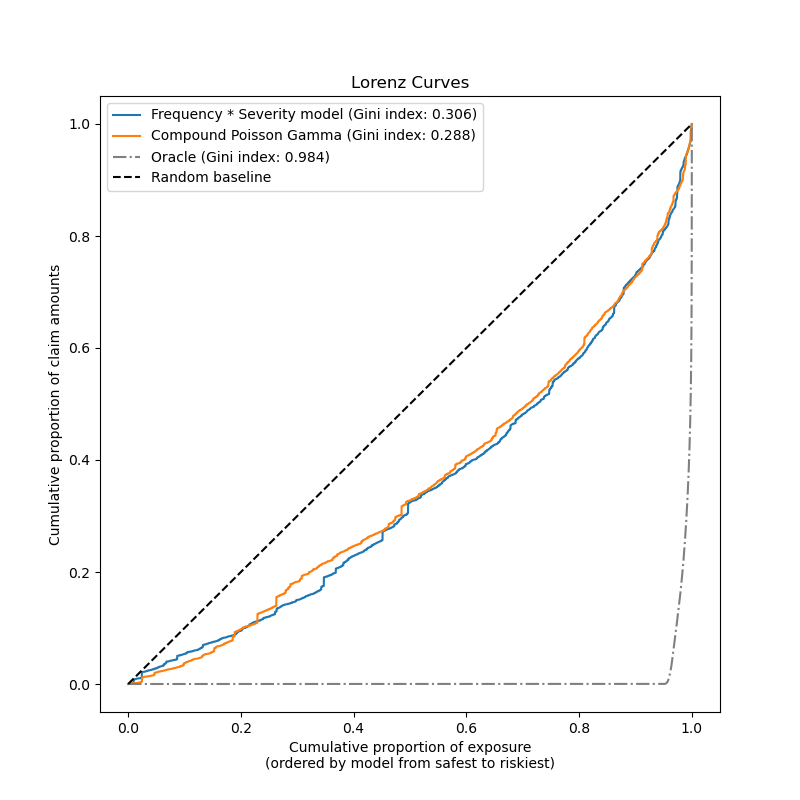 Lorenz Curves
Frequency * Severity model (Gini index: 0.306)
Compound Poisson Gamma (Gini index: 0.288)
Oracle (Gini index: 0.984)
Random baseline
Cumulative proportion of claim amounts
1.0
0.8
0.6
0.4
0.2
0.0
0.0 0.2 0.4 0.6 0.8 1.0
Cumulative proportion of exposure
(ordered by model from safest to riskiest)